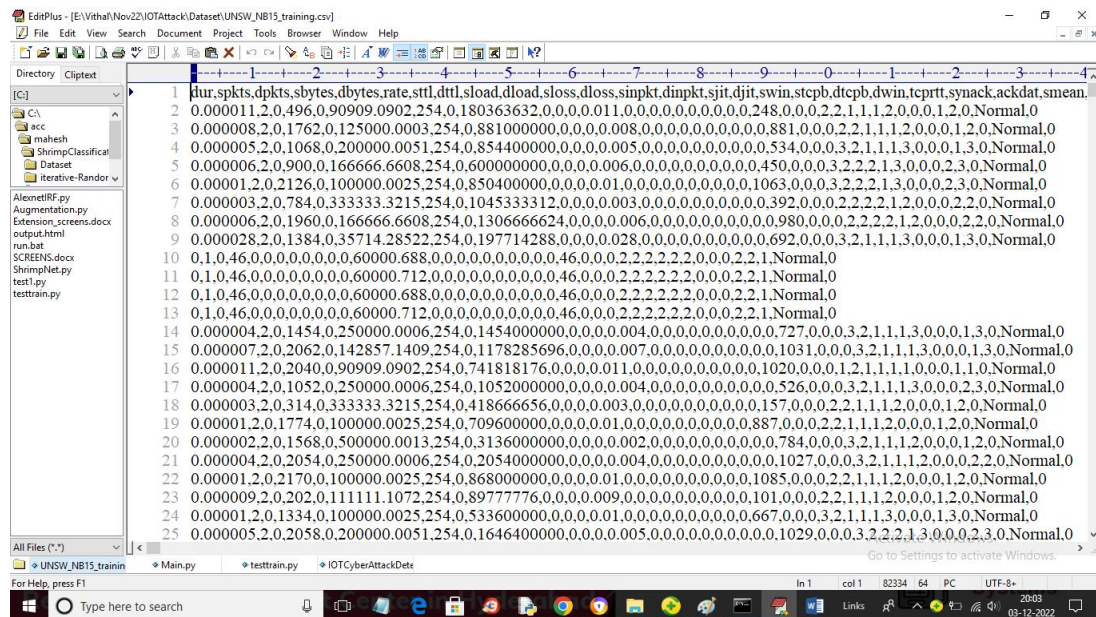 EditPlus - [E:\Vithal\Nov22\IOTAttack\Dataset\UNSW_NB15_training.csv]
File Edit View Search Document Project Tools Browser Window Help
Directory Cliptext
[C:]
C:\
acc
mahesh
ShrimpClassificat
Dataset
iterative-Randor
AlexnetIRF.py
Augmentation.py
Extension_screens.docx
output.html
run.bat
SCREENS.docx
ShrimpNet.py
test1.py
testtrain.py
All Files (*.*)
----+----1----+----2----+----3----+----4----+----5----+----6----+----7----+----8----+----9----+----0----+----1----+----2----+----3----+----4
1 dur,spkts,dpkts,sbytes,dbytes,rate,sttl,dttl,sload,dload,sloss,dloss,sinpkt,dinpkt,sjit,djit,swin,stcpb,dtcpb,dwin,tcprtt,synack,ackdat,smean,
2 0.000011,2,0,496,0,90909.0902,254,0,180363632,0,0,0,0.011,0,0,0,0,0,0,0,0,0,248,0,0,0,2,2,1,1,1,2,0,0,0,1,2,0,Normal,0
3 0.000008,2,0,1762,0,125000.0003,254,0,881000000,0,0,0,0.008,0,0,0,0,0,0,0,0,0,881,0,0,0,2,2,1,1,1,2,0,0,0,1,2,0,Normal,0
4 0.000005,2,0,1068,0,200000.0051,254,0,854400000,0,0,0,0.005,0,0,0,0,0,0,0,0,0,534,0,0,0,3,2,1,1,1,3,0,0,0,1,3,0,Normal,0
5 0.000006,2,0,900,0,166666.6608,254,0,600000000,0,0,0,0.006,0,0,0,0,0,0,0,0,0,450,0,0,0,3,2,2,2,1,3,0,0,0,2,3,0,Normal,0
6 0.00001,2,0,2126,0,100000.0025,254,0,850400000,0,0,0,0.01,0,0,0,0,0,0,0,0,0,1063,0,0,0,3,2,2,2,1,3,0,0,0,2,3,0,Normal,0
7 0.000003,2,0,784,0,333333.3215,254,0,1045333312,0,0,0,0.003,0,0,0,0,0,0,0,0,0,392,0,0,0,2,2,2,2,1,2,0,0,0,2,2,0,Normal,0
8 0.000006,2,0,1960,0,166666.6608,254,0,1306666624,0,0,0,0.006,0,0,0,0,0,0,0,0,0,980,0,0,0,2,2,2,2,1,2,0,0,0,2,2,0,Normal,0
9 0.000028,2,0,1384,0,35714.28522,254,0,197714288,0,0,0,0.028,0,0,0,0,0,0,0,0,0,692,0,0,0,3,2,1,1,1,3,0,0,0,1,3,0,Normal,0
10 0,1,0,46,0,0,0,0,0,0,0,0,60000.688,0,0,0,0,0,0,0,0,0,46,0,0,0,2,2,2,2,2,2,0,0,0,2,2,1,Normal,0
11 0,1,0,46,0,0,0,0,0,0,0,0,60000.712,0,0,0,0,0,0,0,0,0,46,0,0,0,2,2,2,2,2,2,0,0,0,2,2,1,Normal,0
12 0,1,0,46,0,0,0,0,0,0,0,0,60000.688,0,0,0,0,0,0,0,0,0,46,0,0,0,2,2,2,2,2,2,0,0,0,2,2,1,Normal,0
13 0,1,0,46,0,0,0,0,0,0,0,0,60000.712,0,0,0,0,0,0,0,0,0,46,0,0,0,2,2,2,2,2,2,0,0,0,2,2,1,Normal,0
14 0.000004,2,0,1454,0,250000.0006,254,0,1454000000,0,0,0,0.004,0,0,0,0,0,0,0,0,0,727,0,0,0,3,2,1,1,1,3,0,0,0,1,3,0,Normal,0
15 0.000007,2,0,2062,0,142857.1409,254,0,1178285696,0,0,0,0.007,0,0,0,0,0,0,0,0,0,1031,0,0,0,3,2,1,1,1,3,0,0,0,1,3,0,Normal,0
16 0.000011,2,0,2040,0,90909.0902,254,0,741818176,0,0,0,0.011,0,0,0,0,0,0,0,0,0,1020,0,0,0,1,2,1,1,1,1,0,0,0,1,1,0,Normal,0
17 0.000004,2,0,1052,0,250000.0006,254,0,1052000000,0,0,0,0.004,0,0,0,0,0,0,0,0,0,526,0,0,0,3,2,1,1,1,3,0,0,0,2,3,0,Normal,0
18 0.000003,2,0,314,0,333333.3215,254,0,418666656,0,0,0,0.003,0,0,0,0,0,0,0,0,0,157,0,0,0,2,2,1,1,1,2,0,0,0,1,2,0,Normal,0
19 0.00001,2,0,1774,0,100000.0025,254,0,709600000,0,0,0,0.01,0,0,0,0,0,0,0,0,0,887,0,0,0,2,2,1,1,1,2,0,0,0,1,2,0,Normal,0
20 0.000002,2,0,1568,0,500000.0013,254,0,3136000000,0,0,0,0.002,0,0,0,0,0,0,0,0,0,784,0,0,0,3,2,1,1,1,2,0,0,0,1,2,0,Normal,0
21 0.000004,2,0,2054,0,250000.0006,254,0,2054000000,0,0,0,0.004,0,0,0,0,0,0,0,0,0,1027,0,0,0,3,2,1,1,1,2,0,0,0,2,2,0,Normal,0
22 0.00001,2,0,2170,0,100000.0025,254,0,868000000,0,0,0,0.01,0,0,0,0,0,0,0,0,0,1085,0,0,0,2,2,1,1,1,2,0,0,0,1,2,0,Normal,0
23 0.000009,2,0,202,0,111111.1072,254,0,89777776,0,0,0,0.009,0,0,0,0,0,0,0,0,0,101,0,0,0,2,2,1,1,1,2,0,0,0,1,2,0,Normal,0
24 0.00001,2,0,1334,0,100000.0025,254,0,533600000,0,0,0,0.01,0,0,0,0,0,0,0,0,0,667,0,0,0,3,2,1,1,1,3,0,0,0,1,3,0,Normal,0
25 0.000005,2,0,2058,0,200000.0051,254,0,1646400000,0,0,0,0.005,0,0,0,0,0,0,0,0,0,1029,0,0,0,3,2,2,2,1,3,0,0,0,2,3,0,Normal,0
Go to Settings to activate Windows.
UNSW_NB15_trainin Main.py testtrain.py IOTCyberAttackDete
For Help, press F1 ln 1 col 1 82334 64 PC UTF-8+
Type here to search
Links
20:03
03-12-2022